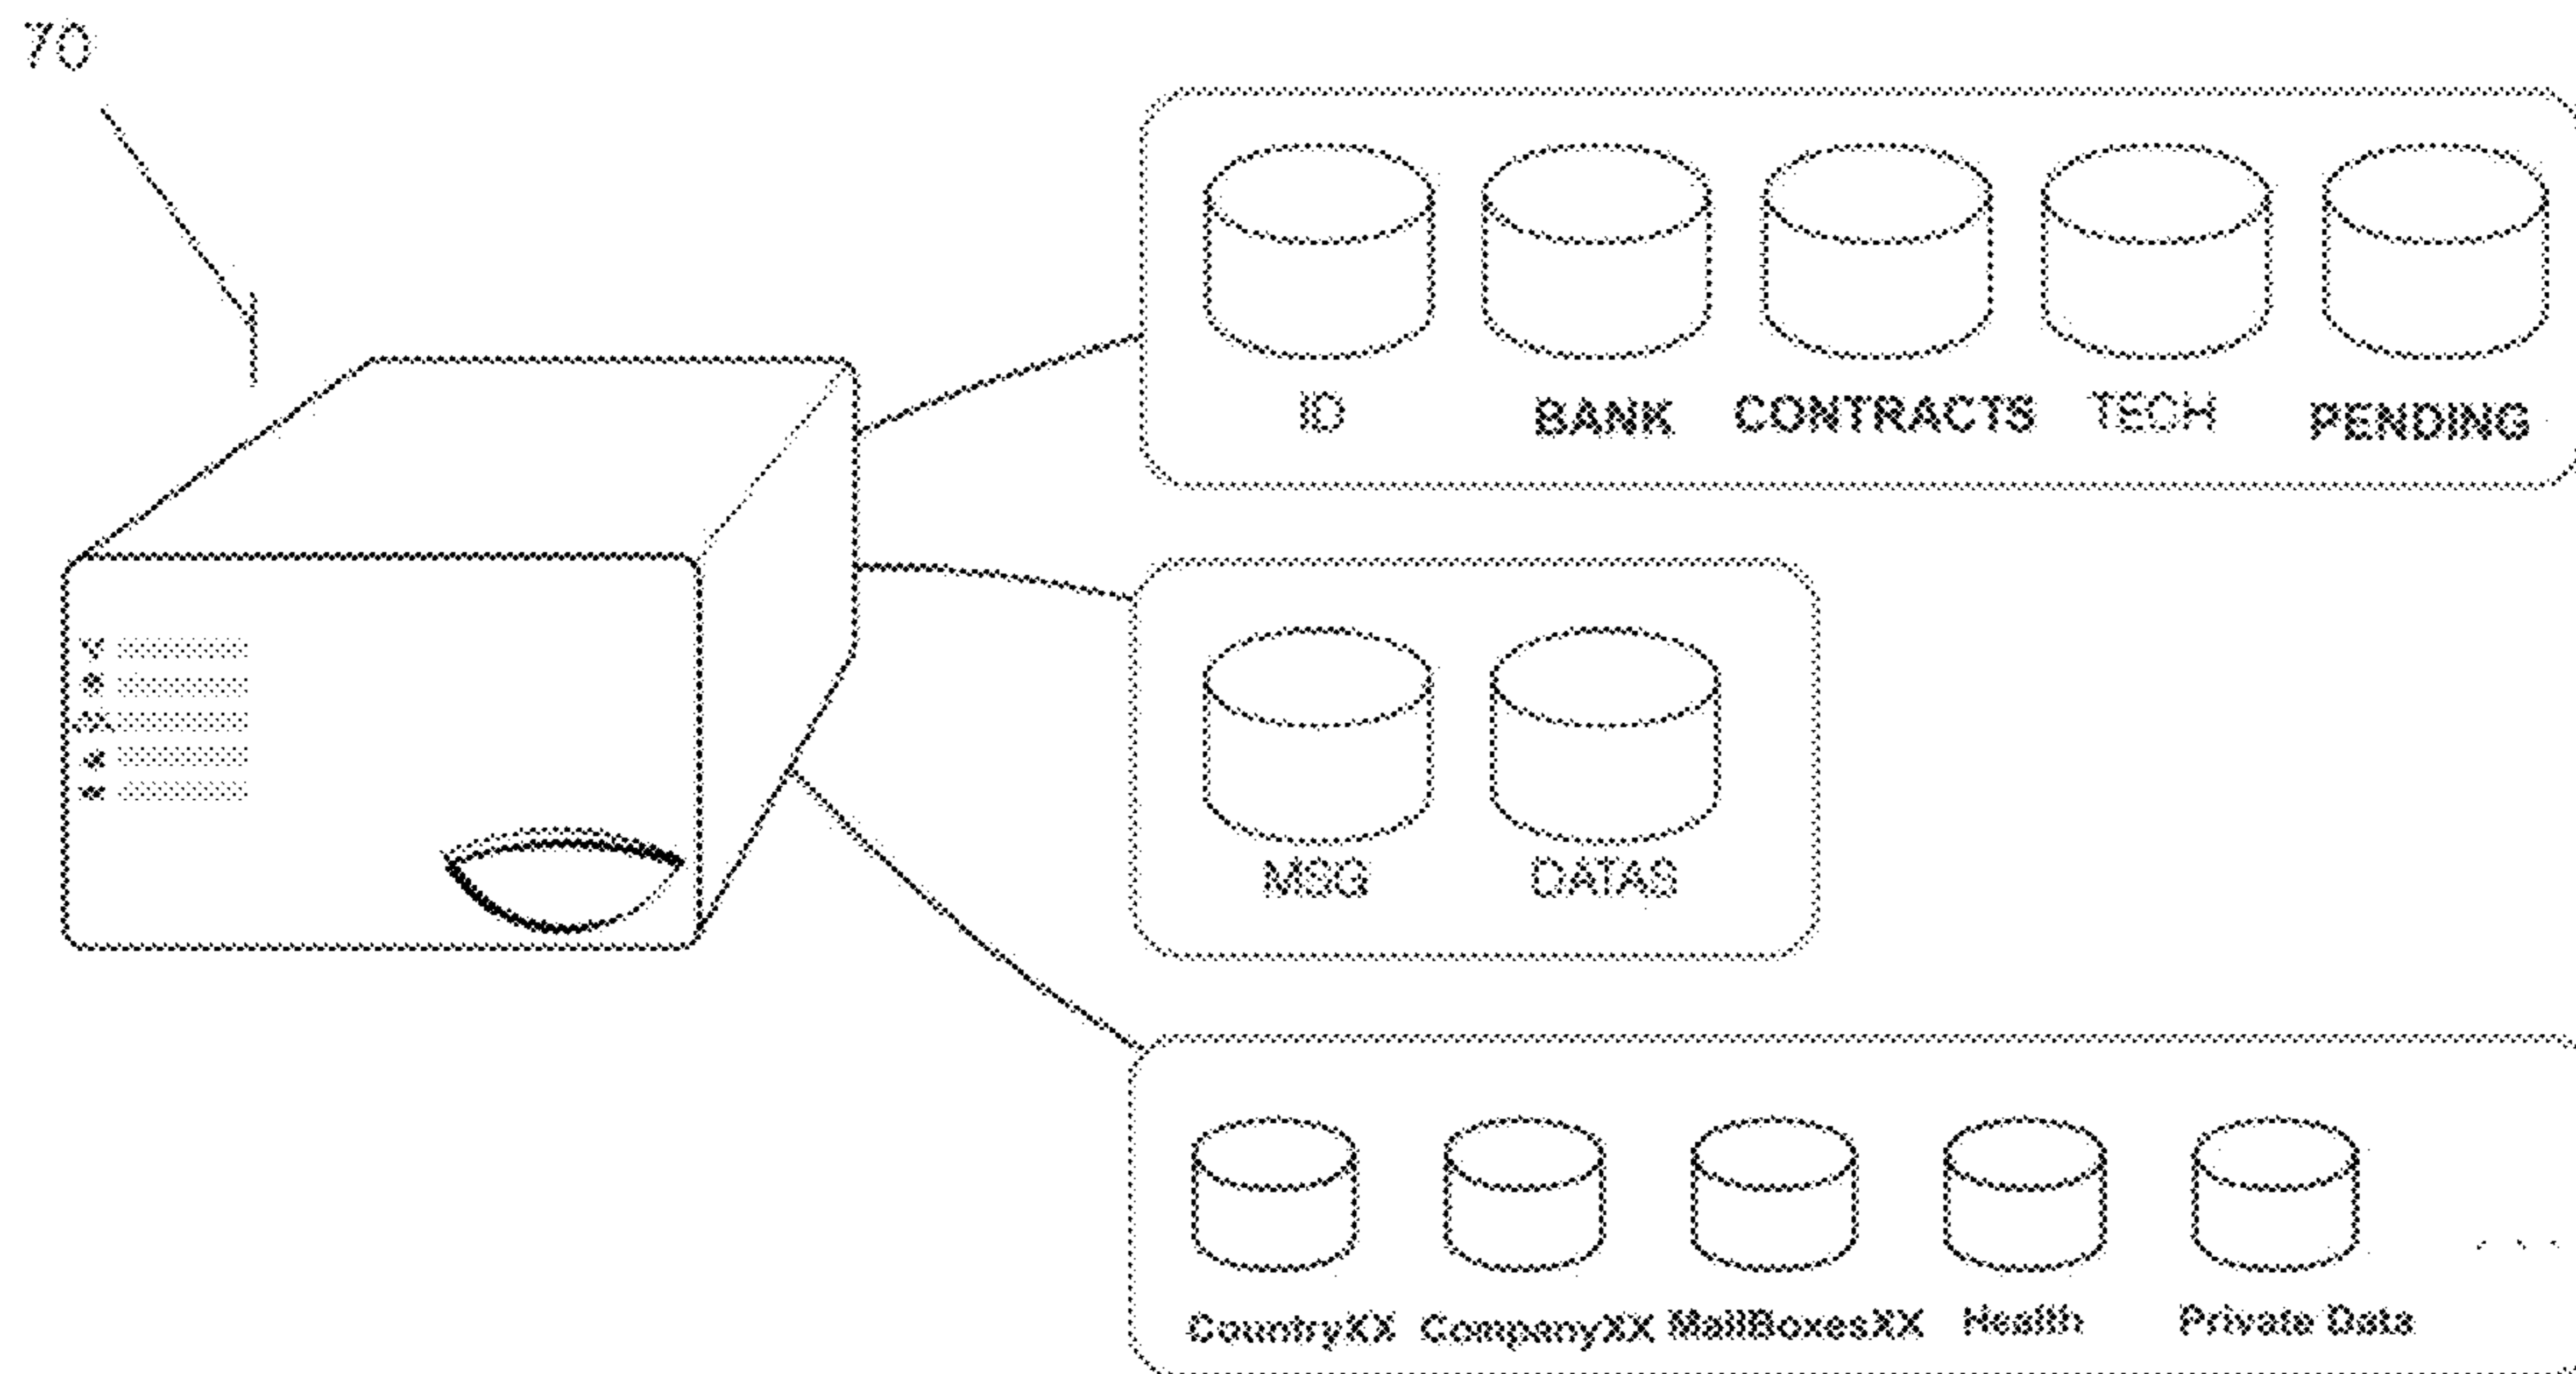 70
ID BANK CONTRACTS TECH PENDING
MSG DATAS
CountryXX CompanyXX MailBoxesXX Health Private Data ...